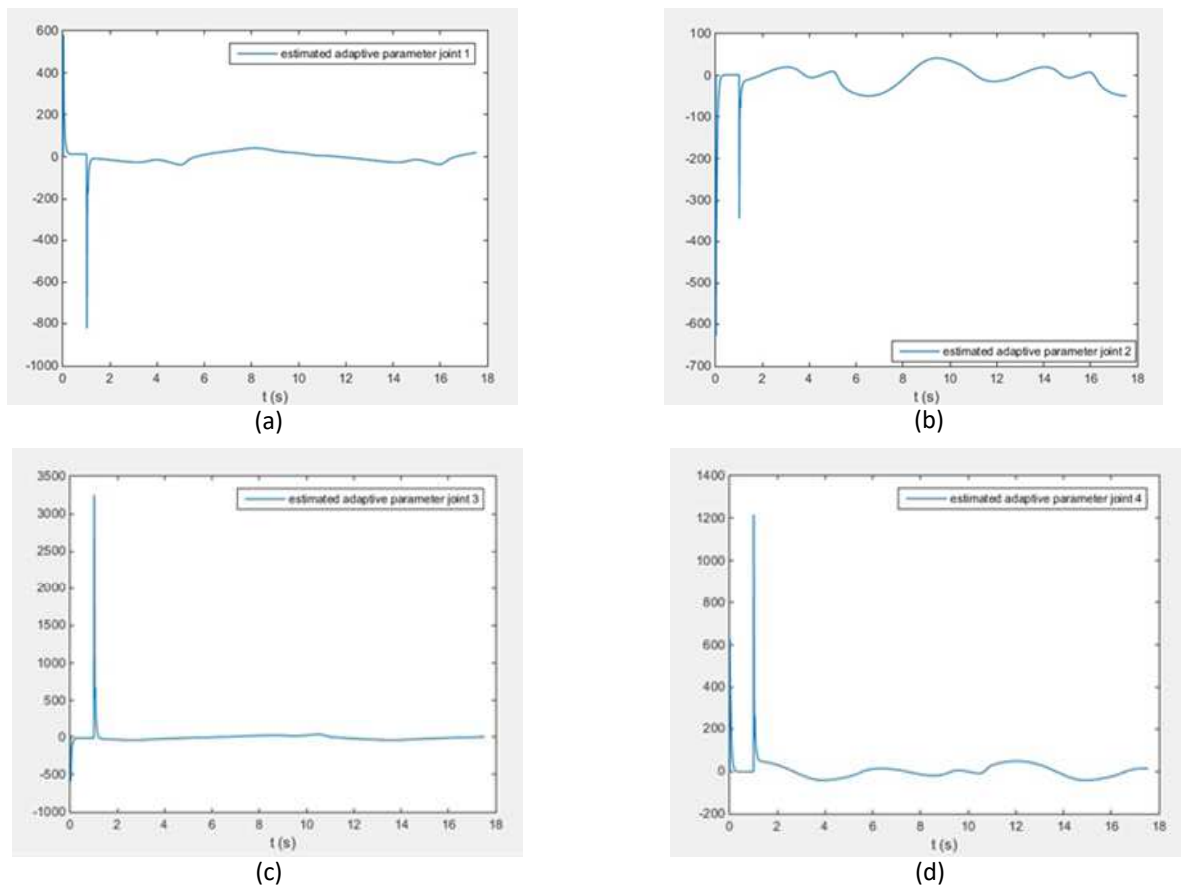 600
400
200
0
-200
-400
-600
-800
-1000
estimated adaptive parameter joint 1
0 2 4 6 8 10 12 14 16 18
t (s)
(a)
100
0
-100
-200
-300
-400
-500
-600
-700
estimated adaptive parameter joint 2
0 2 4 6 8 10 12 14 16 18
t (s)
(b)
3500
3000
2500
2000
1500
1000
500
0
-500
-1000
estimated adaptive parameter joint 3
0 2 4 6 8 10 12 14 16 18
t (s)
(c)
1400
1200
1000
800
600
400
200
0
-200
estimated adaptive parameter joint 4
0 2 4 6 8 10 12 14 16 18
t (s)
(d)